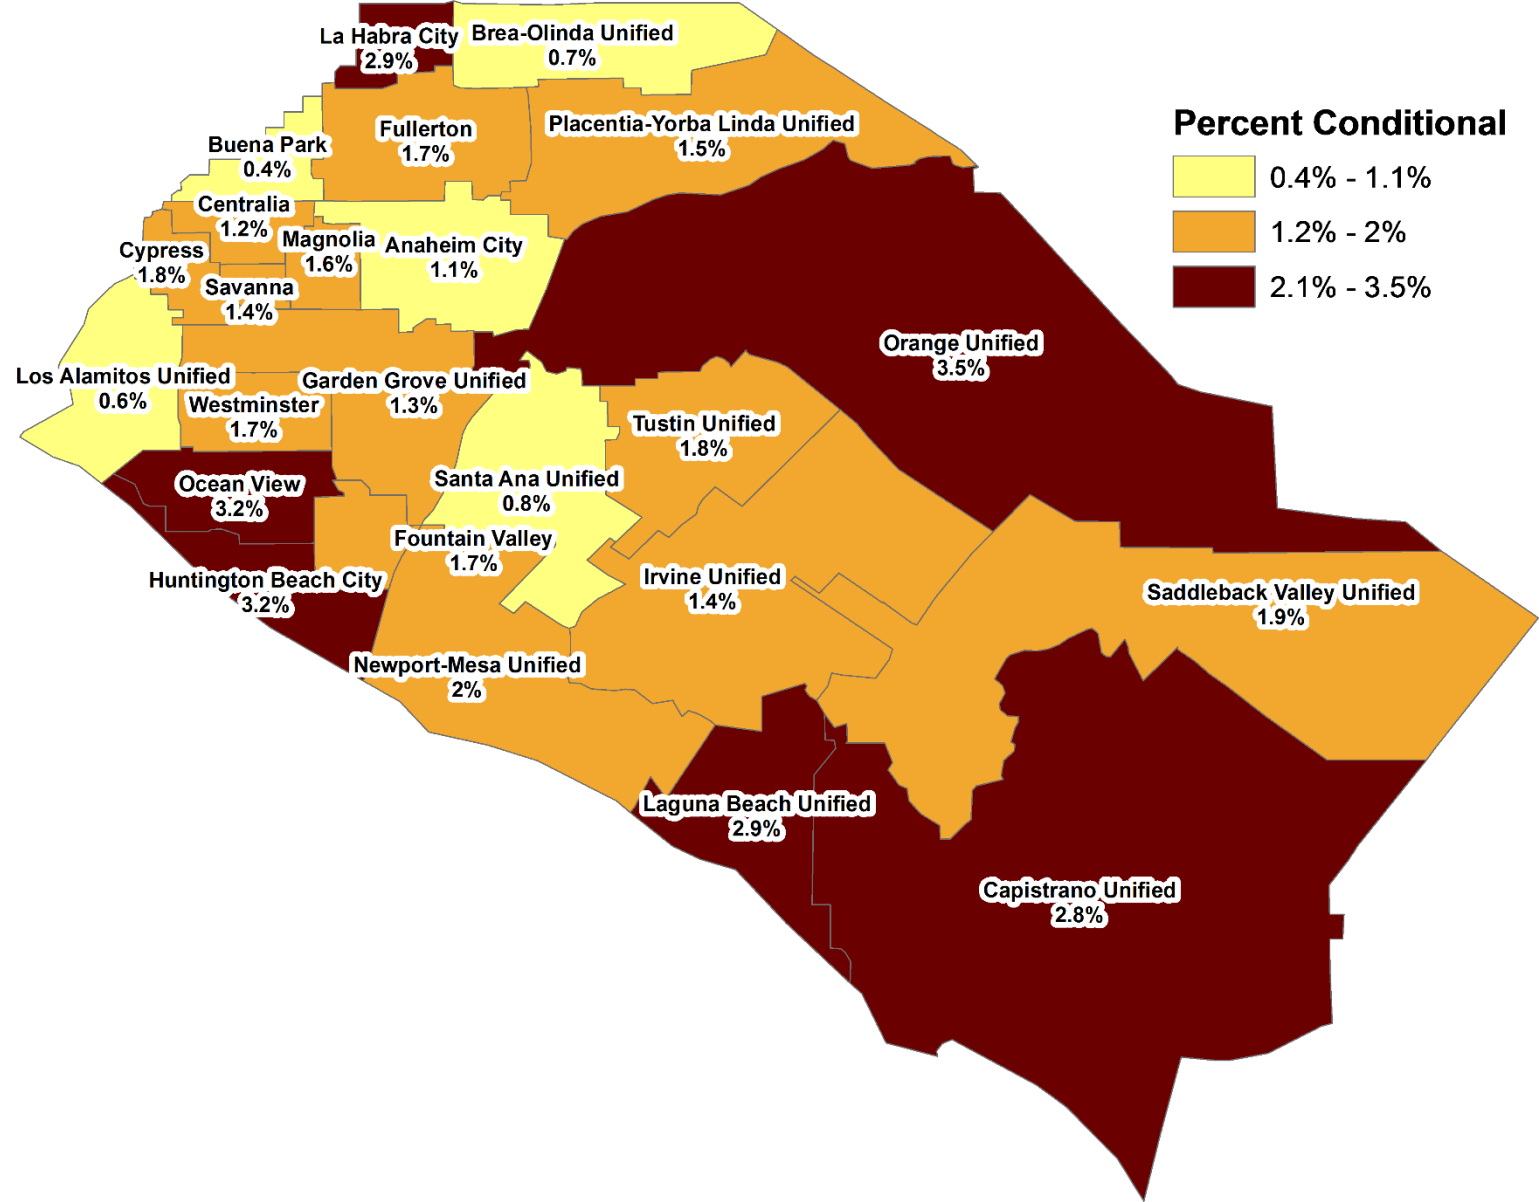 La Habra City
2.9%
Brea-Olinda Unified
0.7%
Percent Conditional
0.4% - 1.1%
1.2% - 2%
2.1% - 3.5%
Fullerton
1.7%
Placentia-Yorba Linda Unified
1.5%
Buena Park
0.4%
Centralia
1.2%
Cypress
1.8%
Magnolia
1.6%
Anaheim City
1.1%
Savanna
1.4%
Orange Unified
3.5%
Los Alamitos Unified
0.6%
Garden Grove Unified
1.3%
Westminster
1.7%
Tustin Unified
1.8%
Ocean View
3.2%
Santa Ana Unified
0.8%
Fountain Valley
1.7%
Huntington Beach City
3.2%
Irvine Unified
1.4%
Saddleback Valley Unified
1.9%
Newport-Mesa Unified
2%
Laguna Beach Unified
2.9%
Capistrano Unified
2.8%